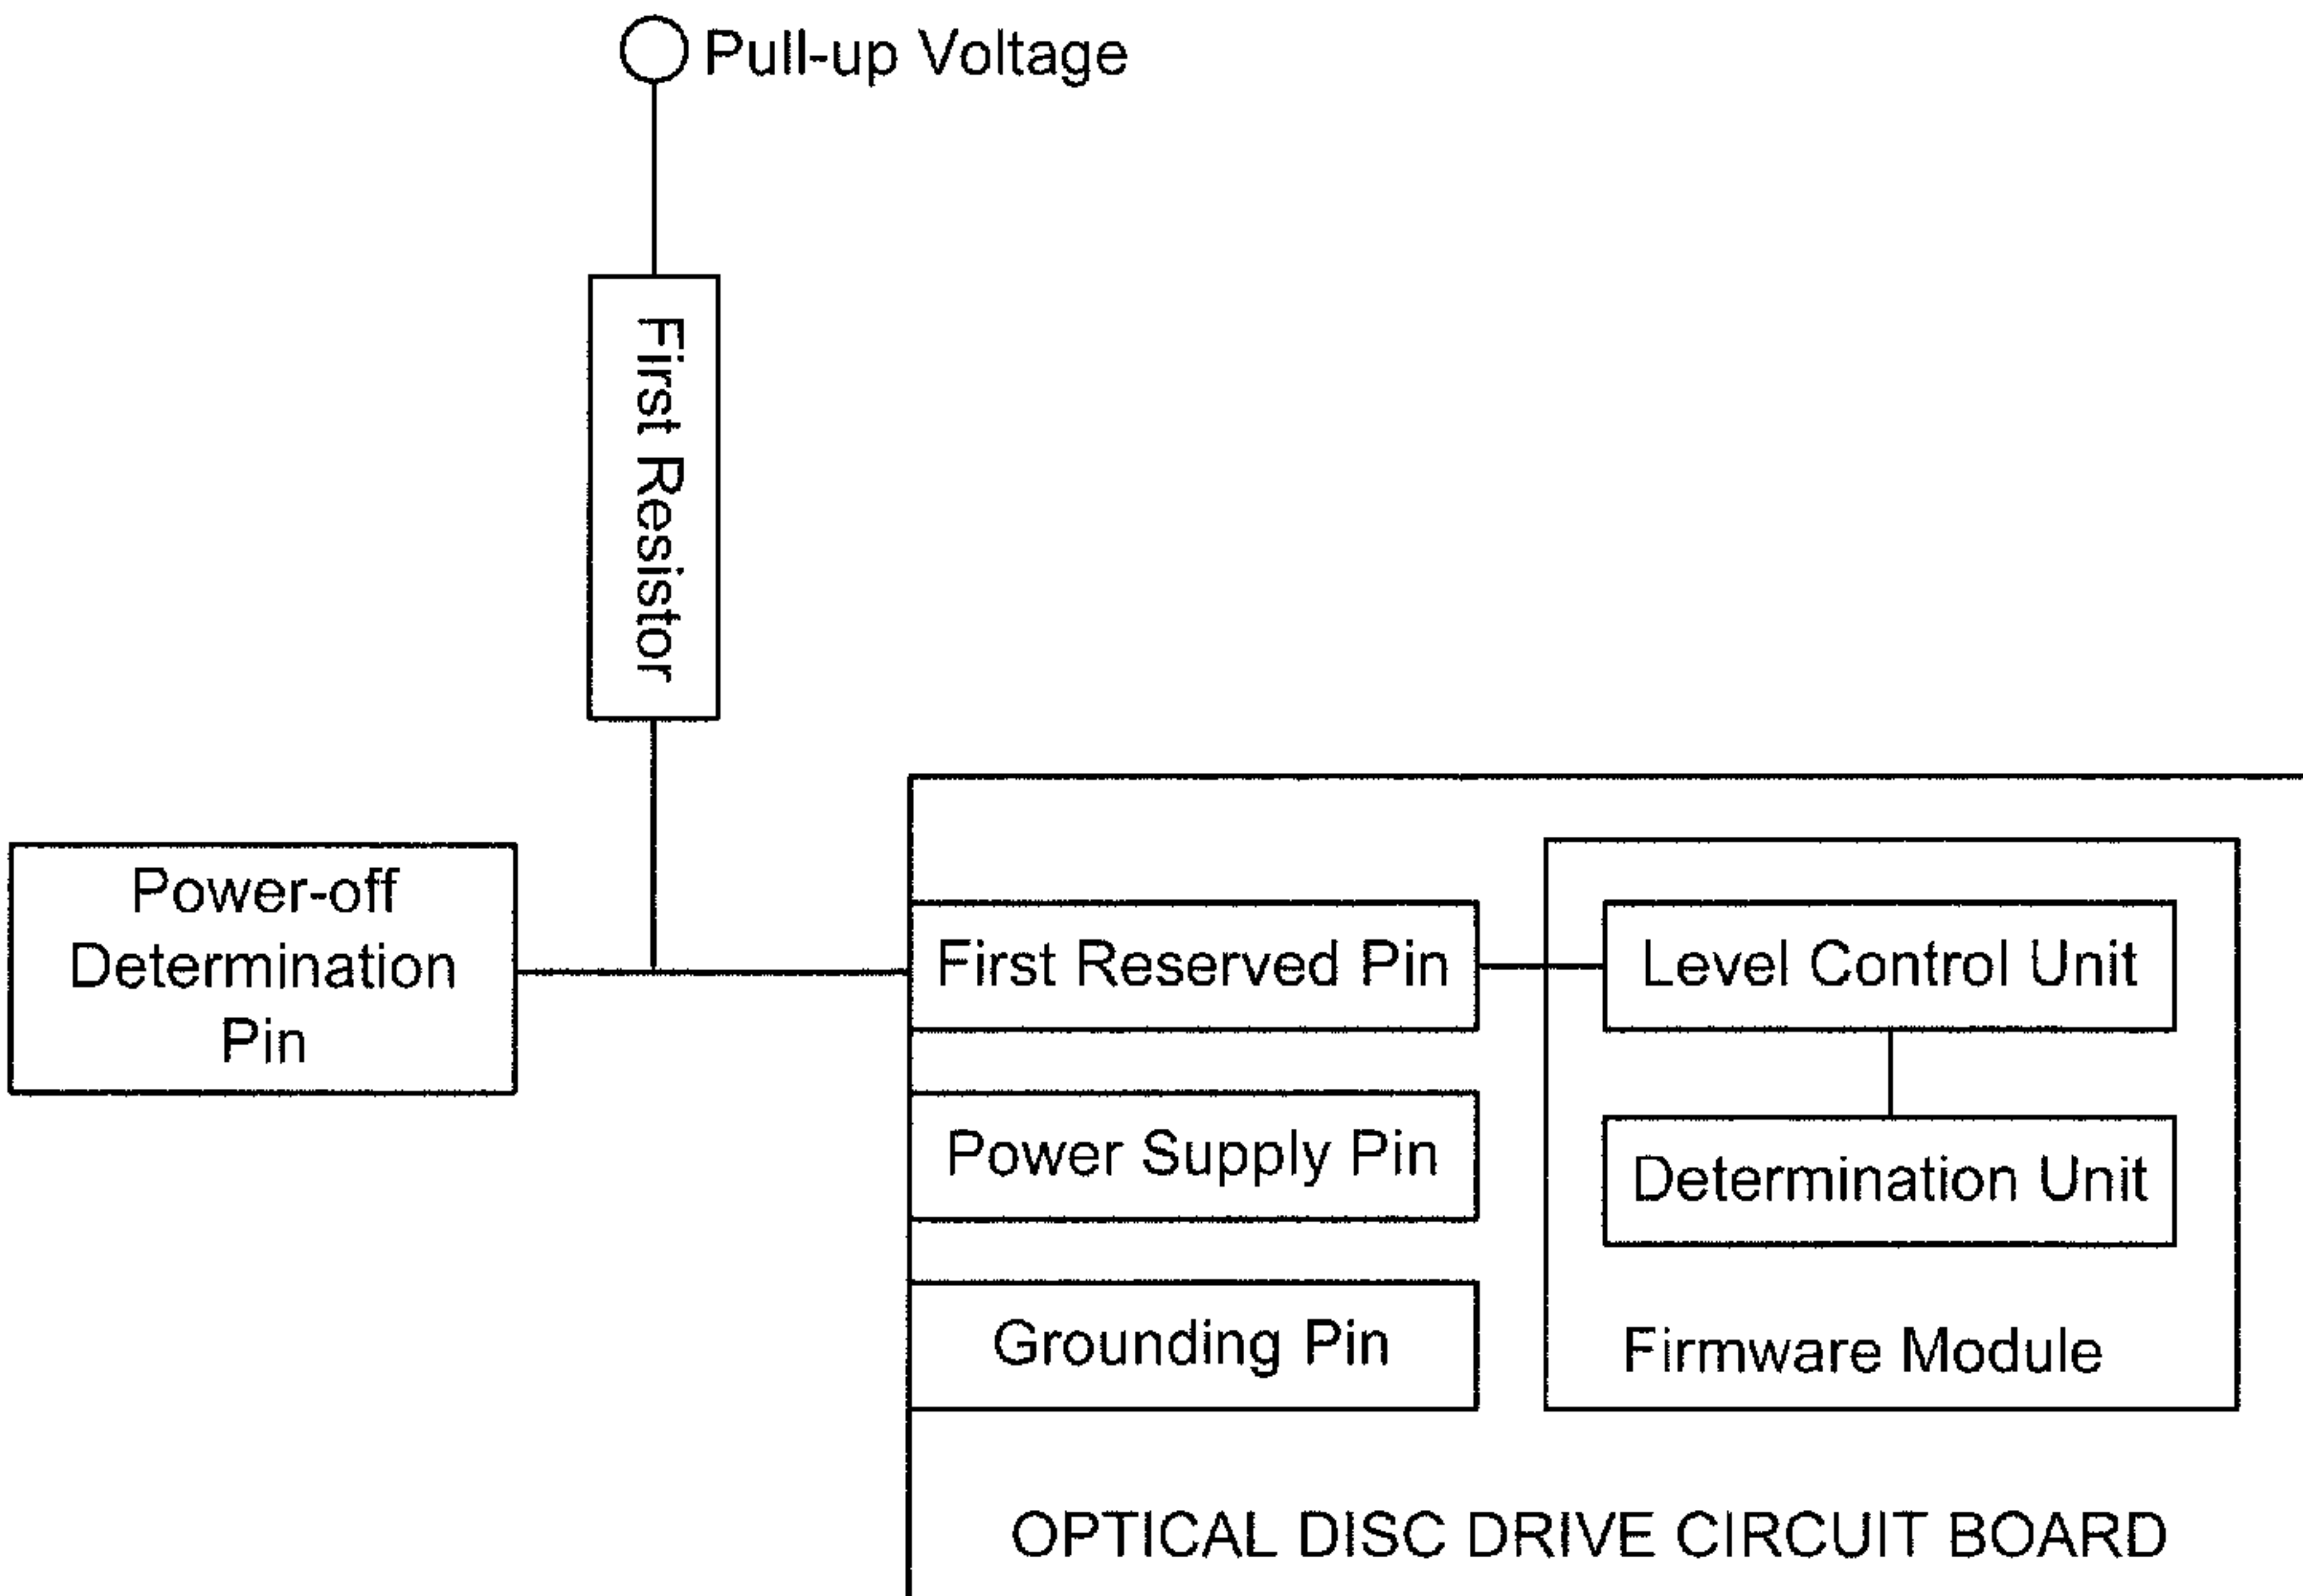 Pull-up Voltage
First Resistor
Power-off
Determination
Pin
First Reserved Pin
Level Control Unit
Power Supply Pin
Determination Unit
Grounding Pin
Firmware Module
OPTICAL DISC DRIVE CIRCUIT BOARD